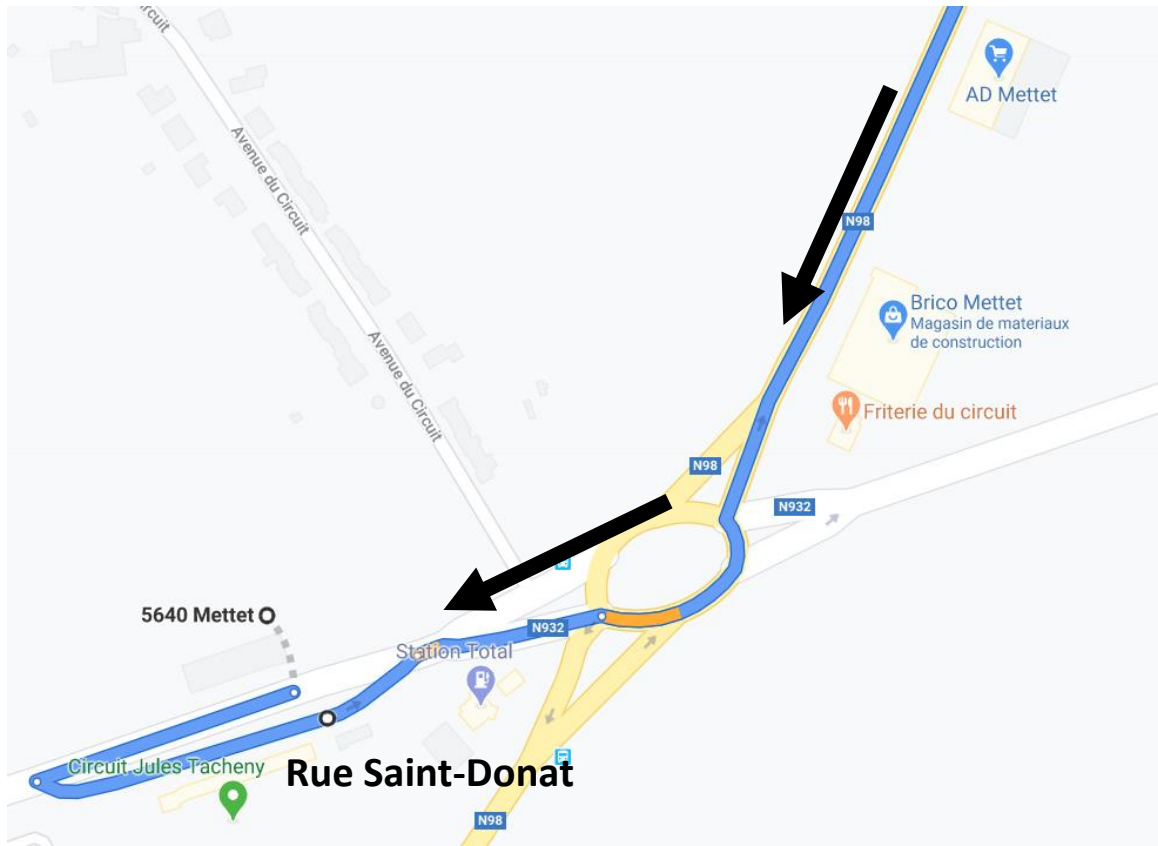 rcuit
Avenue du Circuit
Avenue du Circuit
AD Mettet
N98
Brico Mettet
Magasin de materiaux
de construction
Friterie du circuit
N98
N932
5640 Mettet
N932
Station Total
Circuit Jules Tacheny
Rue Saint-Donat
N98